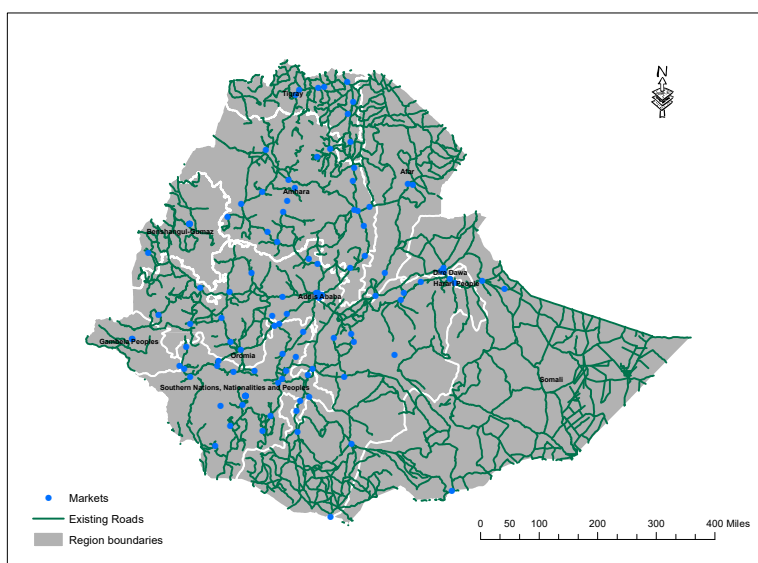 N
Tigray
Afar
Amhara
Benshangul-Gumaz
Dire Dawa
Harari People
Addis Ababa
Gambela Peoples
Oromia
Somali
Southern Nations, Nationalities and Peoples
Markets
Existing Roads
Region boundaries
0 50 100 200 300 400 Miles